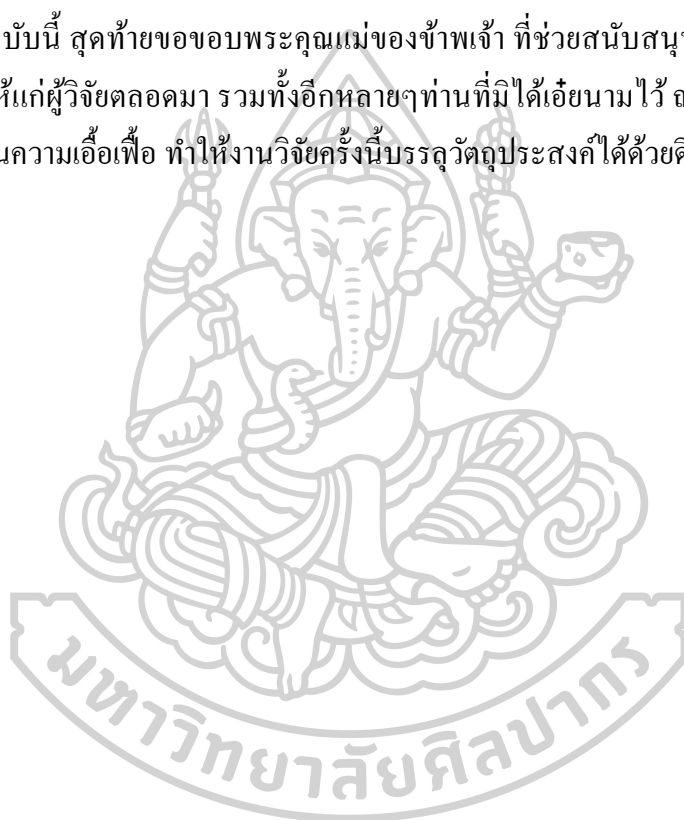 บับนี้ สุดท้ายขอขอบพระคุณแม่ของข้าพเจ้า ที่ช่วยสนับสนุ
ห้แก่ผู้วิจัยตลอดมา รวมทั้งอีกหลายๆท่านที่มิได้เอ๋ยนามไว้ ณ
นความเอื้อเฟื้อ ทำให้งานวิจัยครั้งนี้บรรลุวัตถุประสงค์ได้ด้วยดี
มหาวิทยาลัยศิลปากร